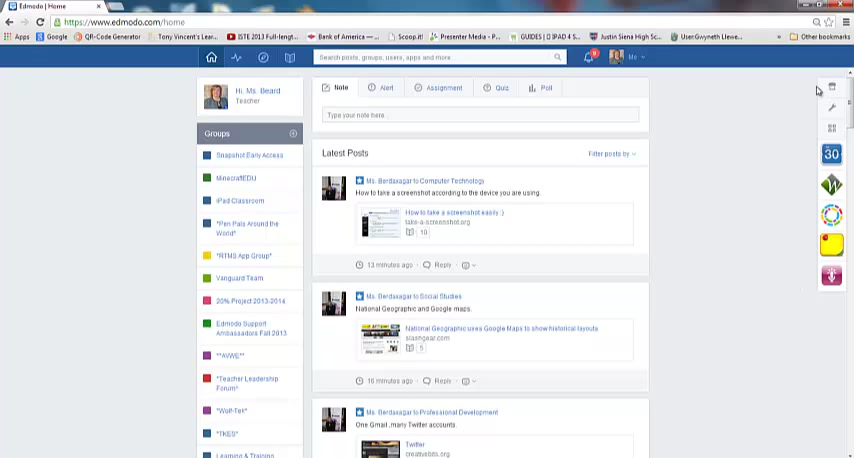 Edmodo | Home
https://www.edmodo.com/home
Apps
Google
QR-Code Generator
Tony Vincent's Lear...
ISTE 2013 Full-lengt...
Bank of America — ...
Scoop.it!
Presenter Media - P...
GUIDES | D IPAD 4 S...
Justin Siena High Sc...
User:Gwyneth Llewe...
»
Other bookmarks
Search posts, groups, users, apps and more...
Me
Hi, Ms. Beard
Teacher
Groups
Snapshot Early Access
MinecraftEDU
iPad Classroom
*Pen Pals Around the
World*
*RTMS App Group*
Vanguard Team
20% Project 2013-2014
Edmodo Support
Ambassadors Fall 2013
**AVWE**
*Teacher Leadership
Forum*
*Wolf-Tek*
*TKES*
Learning & Training
Note
Alert
Assignment
Quiz
Poll
Type your note here...
Latest Posts
Filter posts by
Ms. Berdaxagar to Computer Technology
How to take a screenshot according to the device you are using.
How to take a screenshot easily :)
take-a-screenshot.org
10
13 minutes ago · Reply ·
Ms. Berdaxagar to Social Studies
National Geographic and Google maps.
National Geographic uses Google Maps to show historical layouts
slashgear.com
5
16 minutes ago · Reply ·
Ms. Berdaxagar to Professional Development
One Gmail ,many Twitter accounts.
Twitter
creativebits.org
30